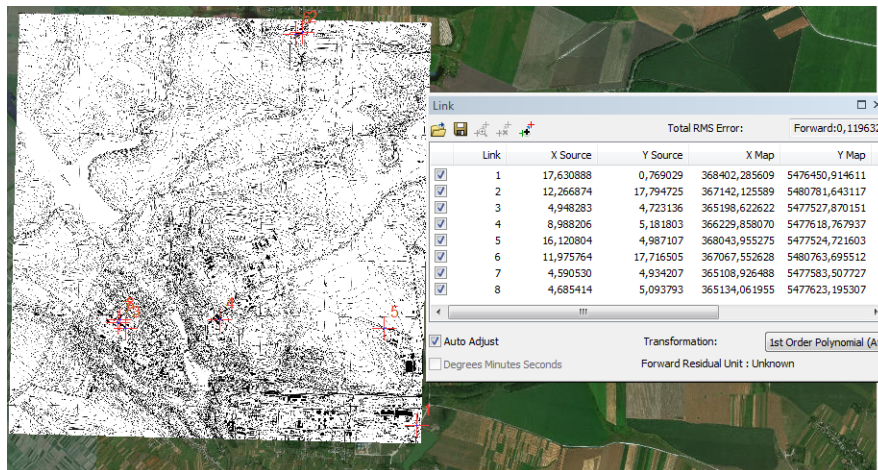 Link
Total RMS Error: Forward:0,119632
Link X Source Y Source X Map Y Map
1 17,630888 0,769029 368402,285609 5476450,914611
2 12,266874 17,794725 367142,125589 5480781,643117
3 4,948283 4,723136 365198,622622 5477527,870151
4 8,988206 5,181803 366229,858070 5477618,767937
5 16,120804 4,987107 368043,955275 5477524,721603
6 11,975764 17,716505 367067,552628 5480763,695512
7 4,590530 4,934207 365108,926488 5477583,507727
8 4,685414 5,093793 365134,061955 5477623,195307
4
5
Auto Adjust Transformation: 1st Order Polynomial (A
Degrees Minutes Seconds Forward Residual Unit : Unknown